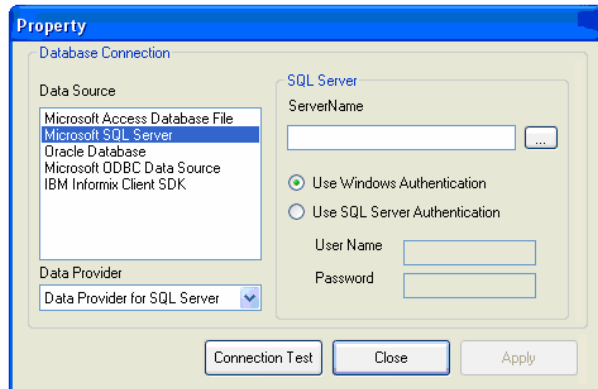 Property
Database Connection
Data Source
Microsoft Access Database File
Microsoft SQL Server
Oracle Database
Microsoft ODBC Data Source
IBM Informix Client SDK
Data Provider
Data Provider for SQL Server
SQL Server
ServerName
...
Use Windows Authentication
Use SQL Server Authentication
User Name
Password
Connection Test
Close
Apply